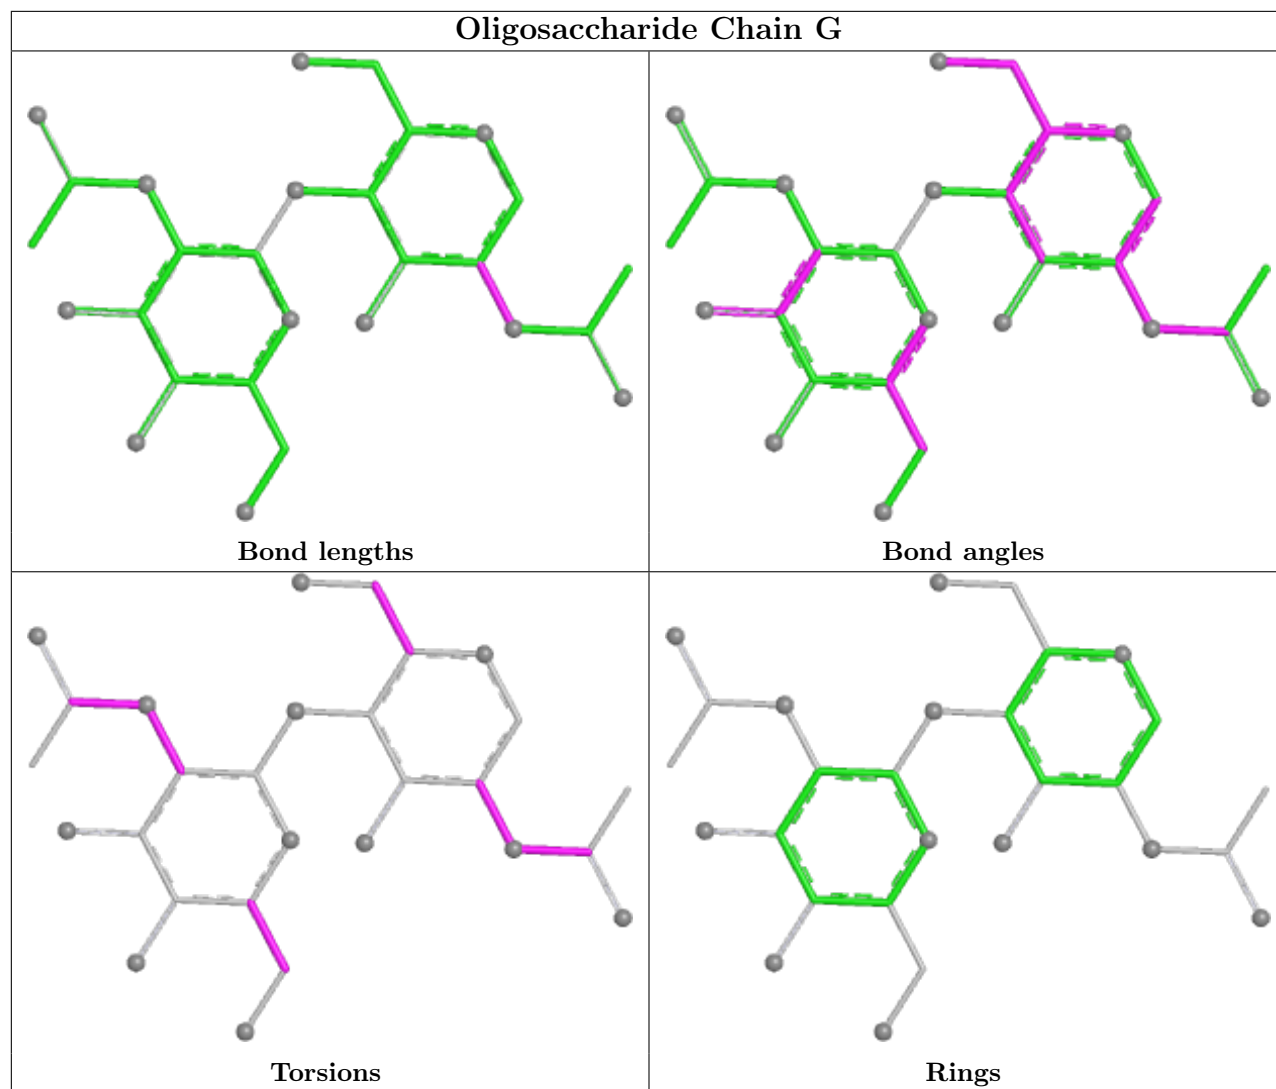 Oligosaccharide Chain G
Bond lengths
Bond angles
Torsions
Rings